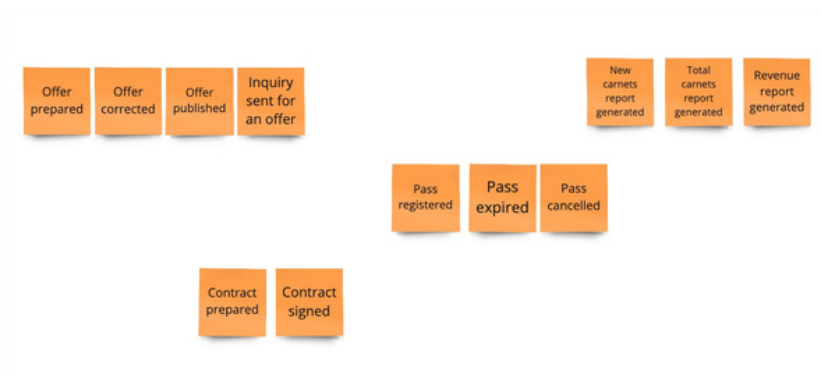 Offer
prepared
Offer
corrected
Offer
published
Inquiry
sent for
an offer
New
carnets
report
generated
Total
carnets
report
generated
Revenue
report
generated
Pass
registered
Pass
expired
Pass
cancelled
Contract
prepared
Contract
signed